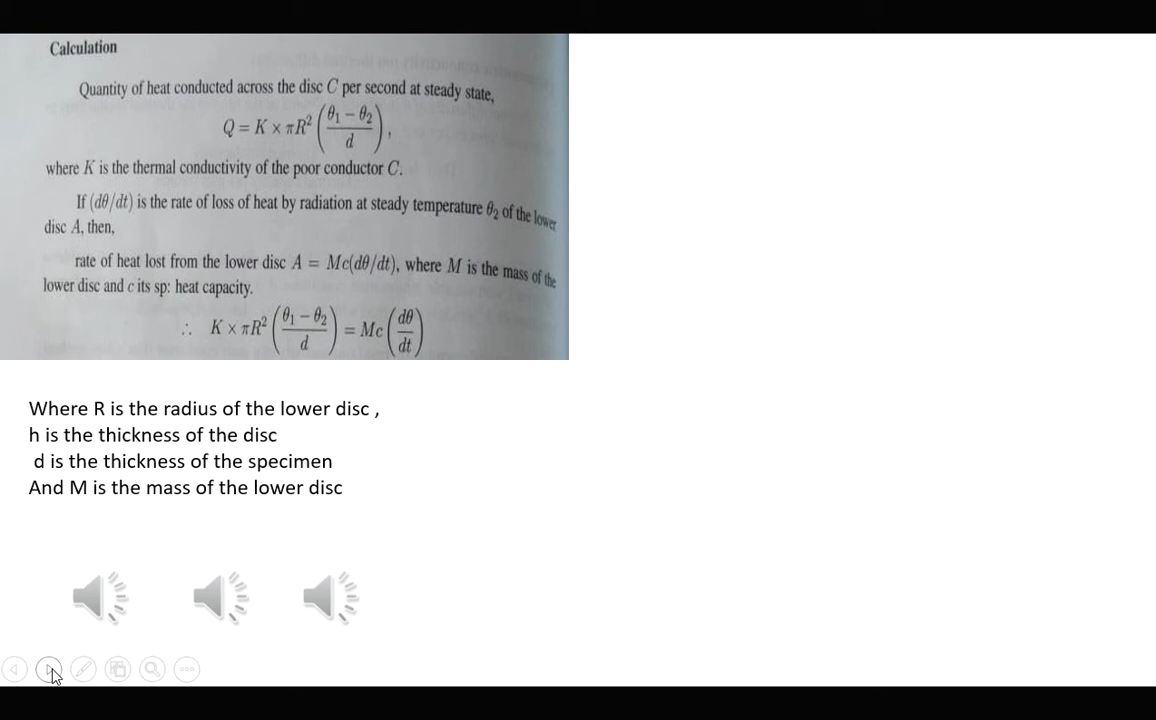 Calculation
Quantity of heat conducted across the disc C per second at steady state,
Q = K × πR² ((θ₁ − θ₂)/d),
where K is the thermal conductivity of the poor conductor C.
If (dθ/dt) is the rate of loss of heat by radiation at steady temperature θ₂ of the lower
disc A, then,
rate of heat lost from the lower disc A = Mc(dθ/dt), where M is the mass of the
lower disc and c its sp: heat capacity.
∴ K × πR² ((θ₁ − θ₂)/d) = Mc (dθ/dt)
Where R is the radius of the lower disc ,
h is the thickness of the disc
d is the thickness of the specimen
And M is the mass of the lower disc